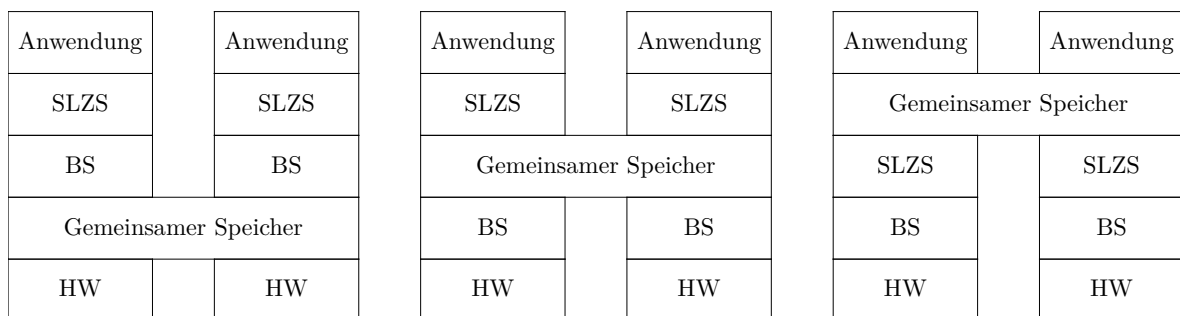 Anwendung Anwendung Anwendung Anwendung Anwendung Anwendung
SLZS SLZS SLZS SLZS Gemeinsamer Speicher
BS BS Gemeinsamer Speicher SLZS SLZS
Gemeinsamer Speicher BS BS BS BS
HW HW HW HW HW HW